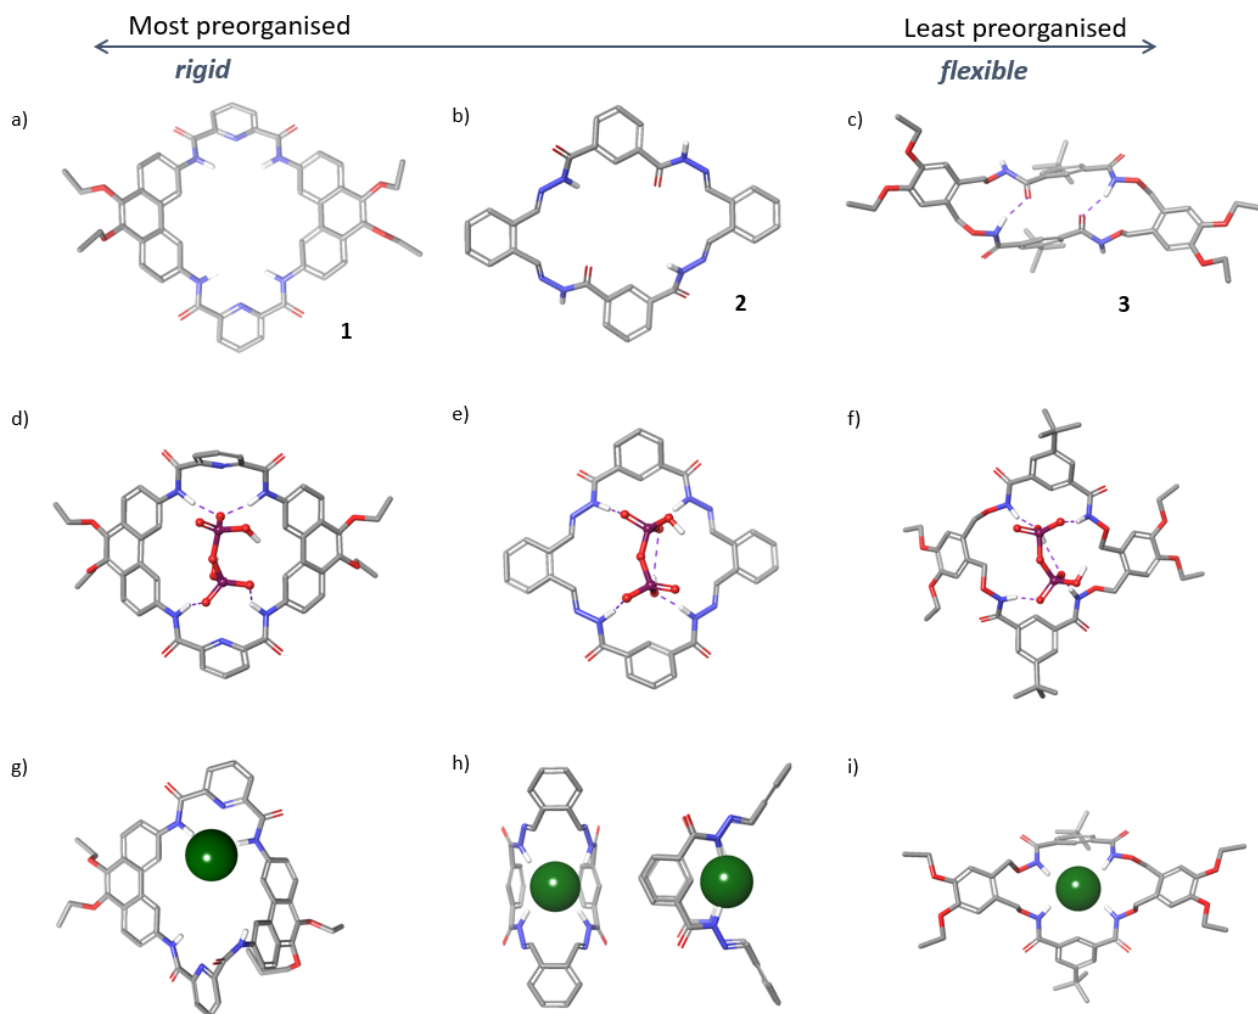 Most preorganised Least preorganised
rigid flexible
a) b) c)
1 2 3
d) e) f)
g) h) i)